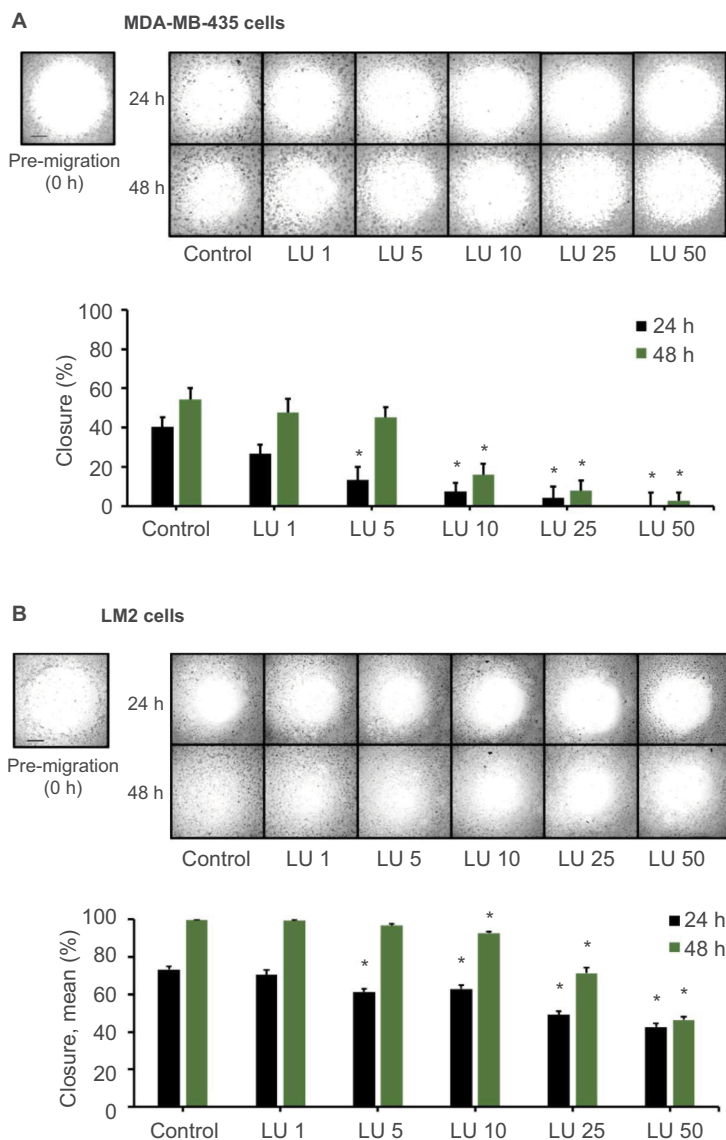 A
MDA-MB-435 cells
24 h
Pre-migration
(0 h)
48 h
Control LU 1 LU 5 LU 10 LU 25 LU 50
100
80
60
40
20
0
Closure (%)
24 h
48 h
* * * * * * *
Control LU 1 LU 5 LU 10 LU 25 LU 50
B
LM2 cells
24 h
Pre-migration
(0 h)
48 h
Control LU 1 LU 5 LU 10 LU 25 LU 50
100
80
60
40
20
0
Closure, mean (%)
24 h
48 h
* * * * * * *
Control LU 1 LU 5 LU 10 LU 25 LU 50